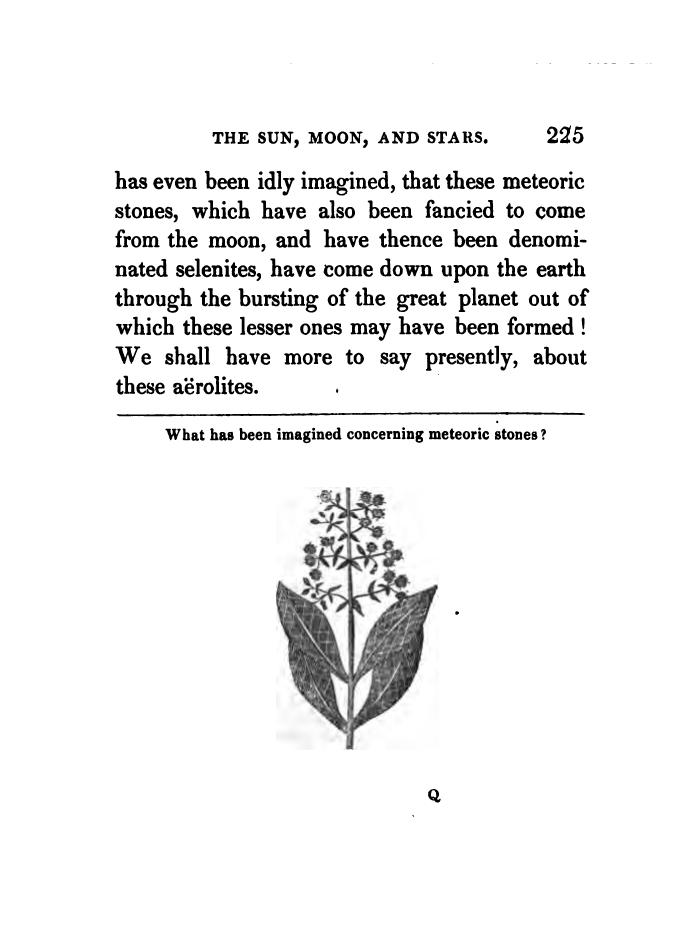 THE SUN, MOON, AND STARS. 225
has even been idly imagined, that these meteoric
stones, which have also been fancied to come
from the moon, and have thence been denomi-
nated selenites, have come down upon the earth
through the bursting of the great planet out of
which these lesser ones may have been formed !
We shall have more to say presently, about
these aërolites.
What has been imagined concerning meteoric stones ?
Q